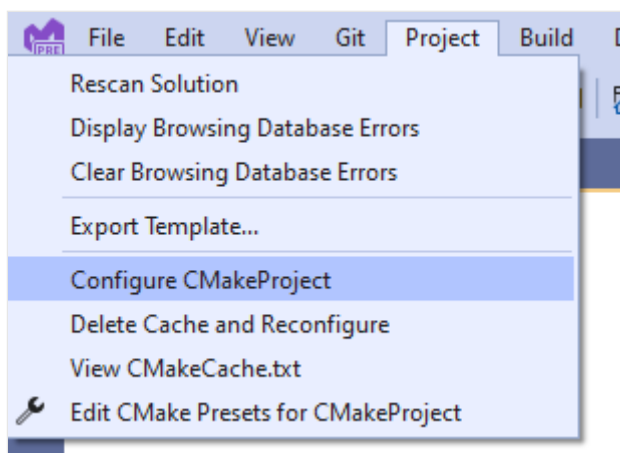 PRE File Edit View Git Project Build
Rescan Solution
Display Browsing Database Errors
Clear Browsing Database Errors
Export Template...
Configure CMakeProject
Delete Cache and Reconfigure
View CMakeCache.txt
Edit CMake Presets for CMakeProject